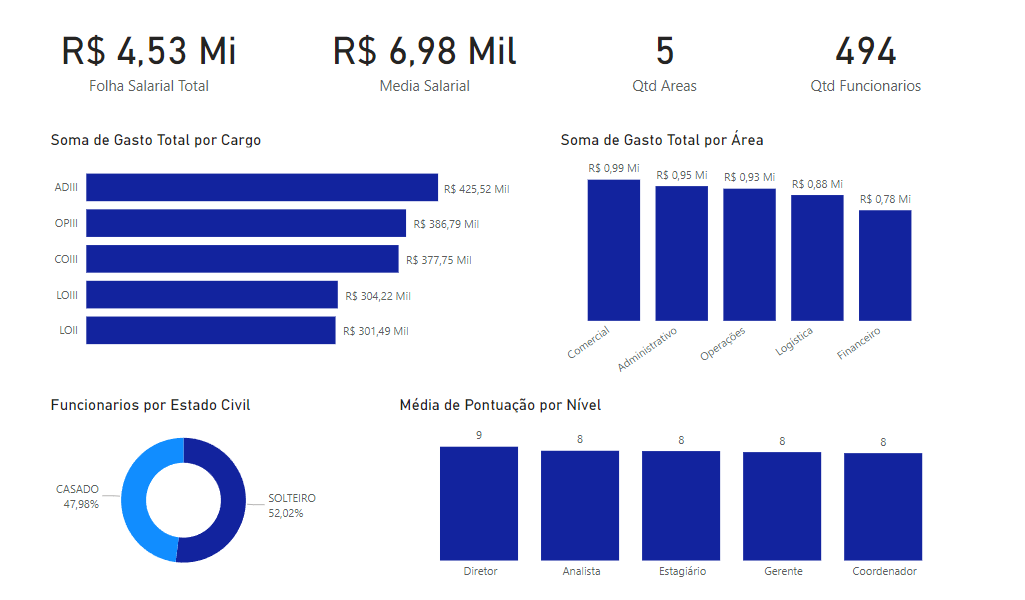 R$ 4,53 Mi
Folha Salarial Total
R$ 6,98 Mil
Media Salarial
5
Qtd Areas
494
Qtd Funcionarios
Soma de Gasto Total por Cargo
ADIII
R$ 425,52 Mil
OPIII
R$ 386,79 Mil
COIII
R$ 377,75 Mil
LOIII
R$ 304,22 Mil
LOII
R$ 301,49 Mil
Soma de Gasto Total por Área
R$ 0,99 Mi
R$ 0,95 Mi
R$ 0,93 Mi
R$ 0,88 Mi
R$ 0,78 Mi
Comercial
Administrativo
Operações
Logística
Financeiro
Funcionarios por Estado Civil
CASADO
47,98%
SOLTEIRO
52,02%
Média de Pontuação por Nível
9
8
8
8
8
Diretor
Analista
Estagiário
Gerente
Coordenador